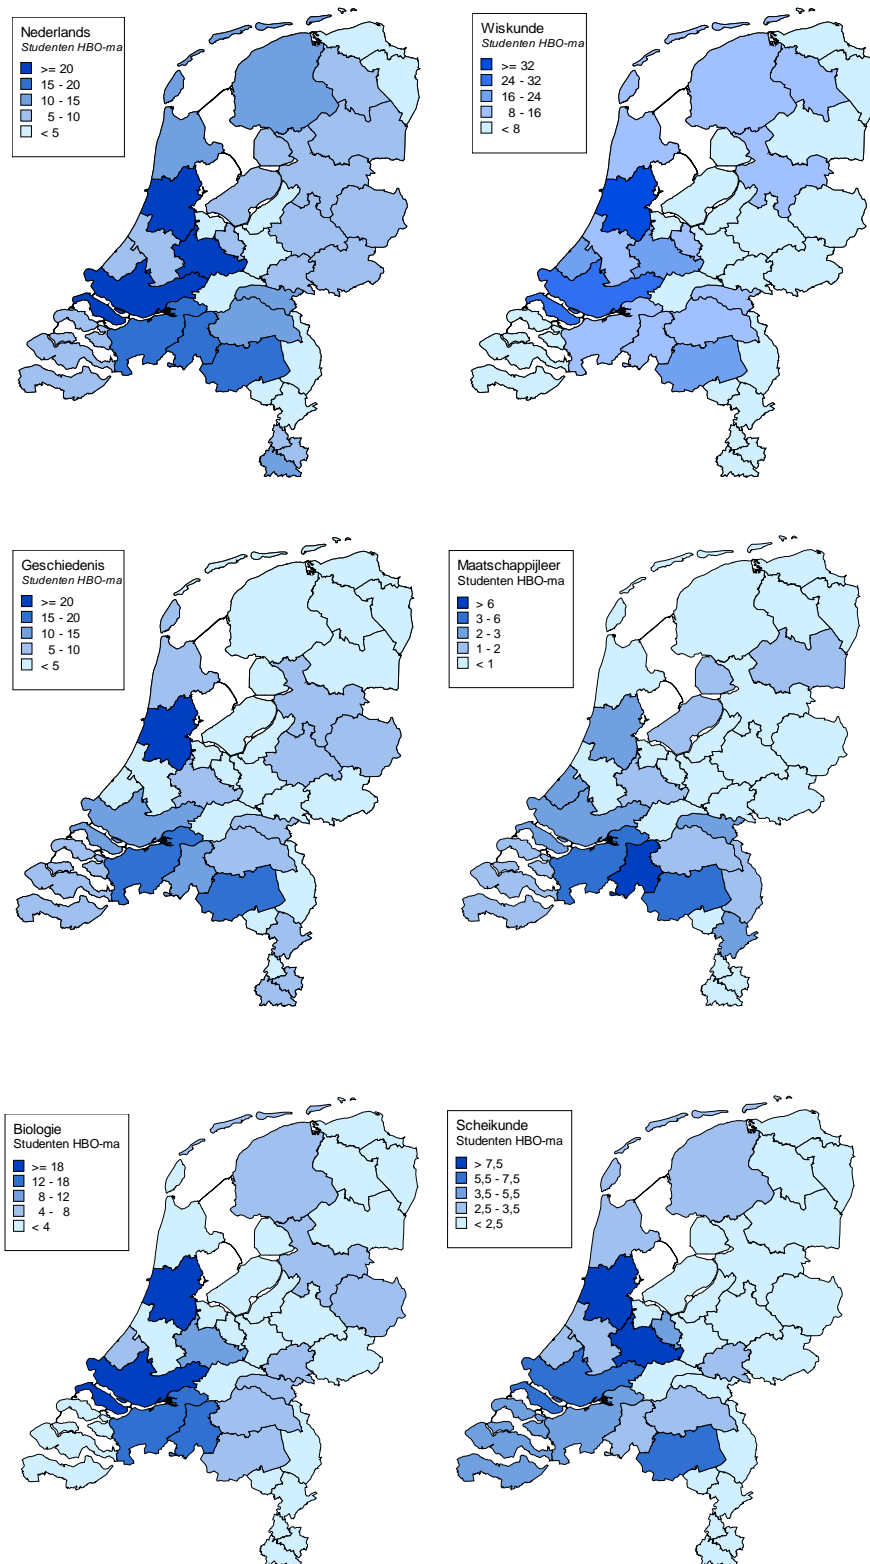 Nederlands
Studenten HBO-ma
>= 20
15 - 20
10 - 15
5 - 10
< 5
Wiskunde
Studenten HBO-ma
>= 32
24 - 32
16 - 24
8 - 16
< 8
Geschiedenis
Studenten HBO-ma
>= 20
15 - 20
10 - 15
5 - 10
< 5
Maatschappijleer
Studenten HBO-ma
> 6
3 - 6
2 - 3
1 - 2
< 1
Biologie
Studenten HBO-ma
>= 18
12 - 18
8 - 12
4 - 8
< 4
Scheikunde
Studenten HBO-ma
> 7,5
5,5 - 7,5
3,5 - 5,5
2,5 - 3,5
< 2,5